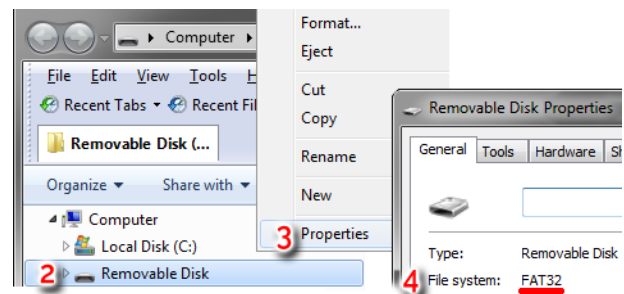 Computer
File Edit View Tools H
Recent Tabs Recent Fil
Removable Disk (...
Organize Share with
Computer
Local Disk (C:)
2 Removable Disk
Format...
Eject
Cut
Copy
Rename
New
3 Properties
Removable Disk Properties
General Tools Hardware Sh
Type: Removable Disk
4 File system: FAT32